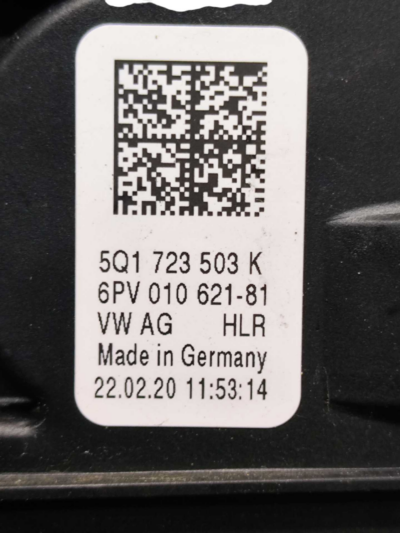 5Q1 723 503 K
6PV 010 621-81
VW AG HLR
Made in Germany
22.02.20 11:53:14